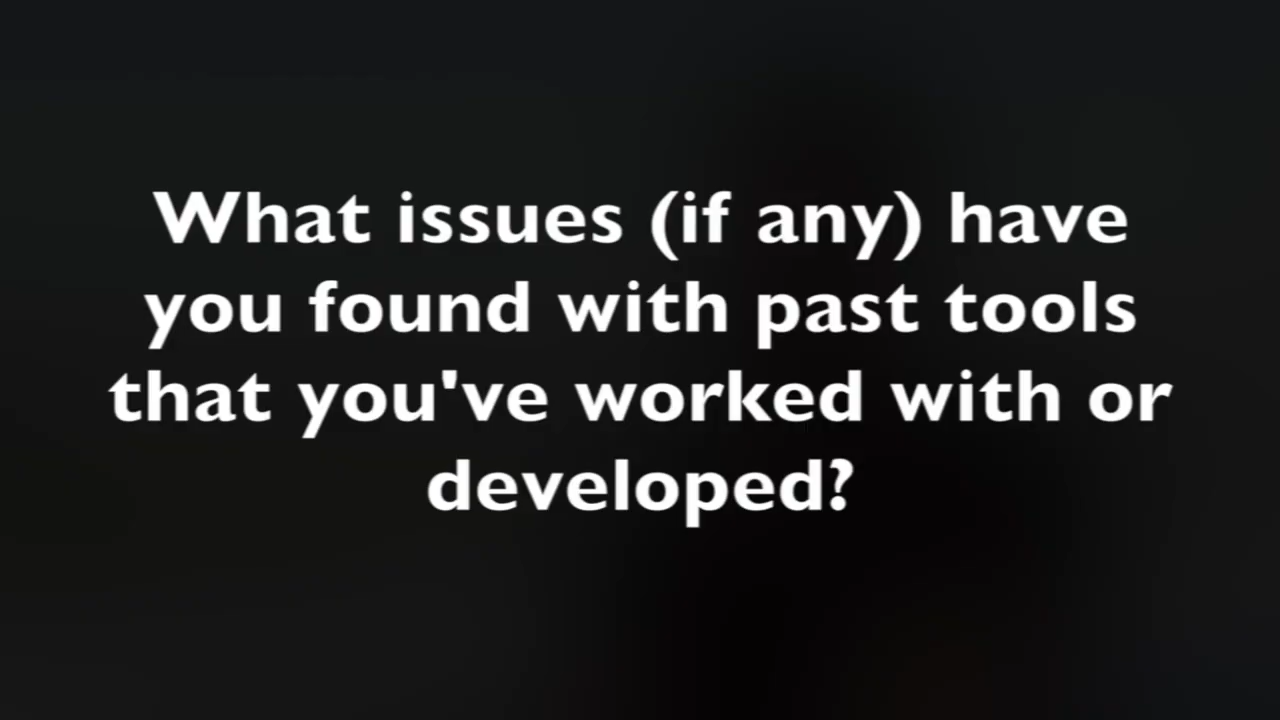 What issues (if any) have
you found with past tools
that you've worked with or
developed?